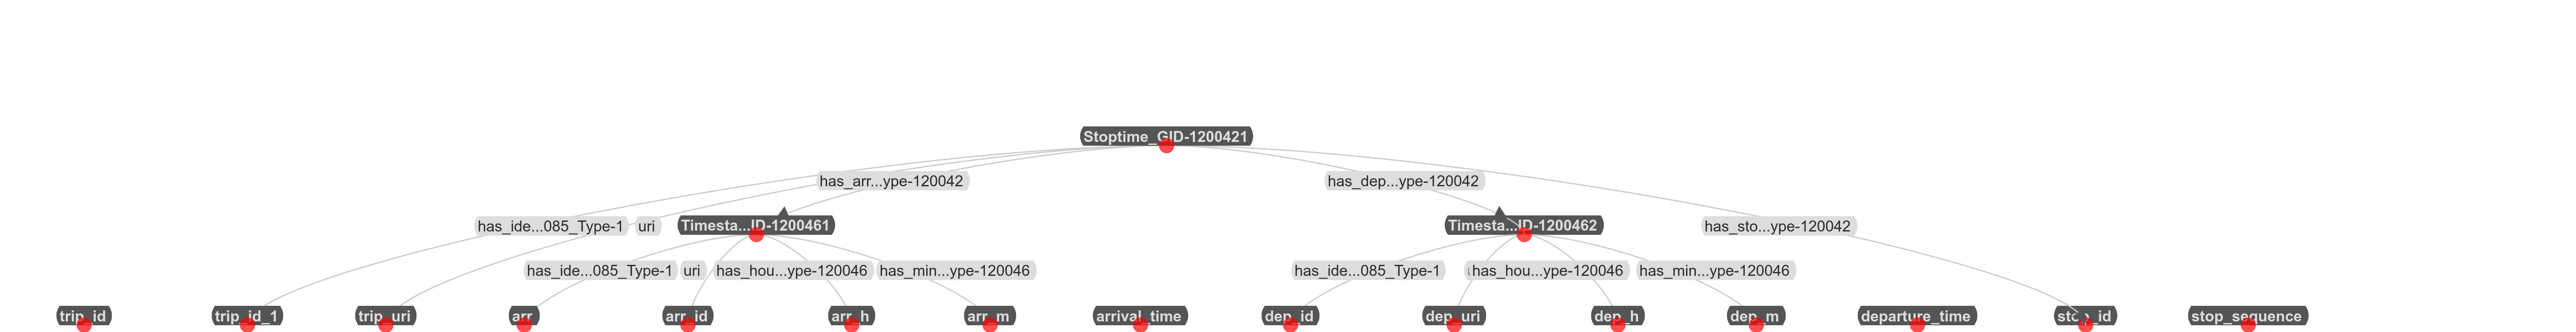 Stoptime_GID-1200421
has_arr...ype-120042 has_dep...ype-120042
has_ide...085_Type-1 uri Timesta...ID-1200461 Timesta...ID-1200462 has_sto...ype-120042
has_ide...085_Type-1 uri has_hou...ype-120046 has_min...ype-120046 has_ide...085_Type-1 has_hou...ype-120046 has_min...ype-120046
trip_id trip_id_1 trip_uri arr arr_id arr_h arr_m arrival_time dep_id dep_uri dep_h dep_m departure_time stop_id stop_sequence